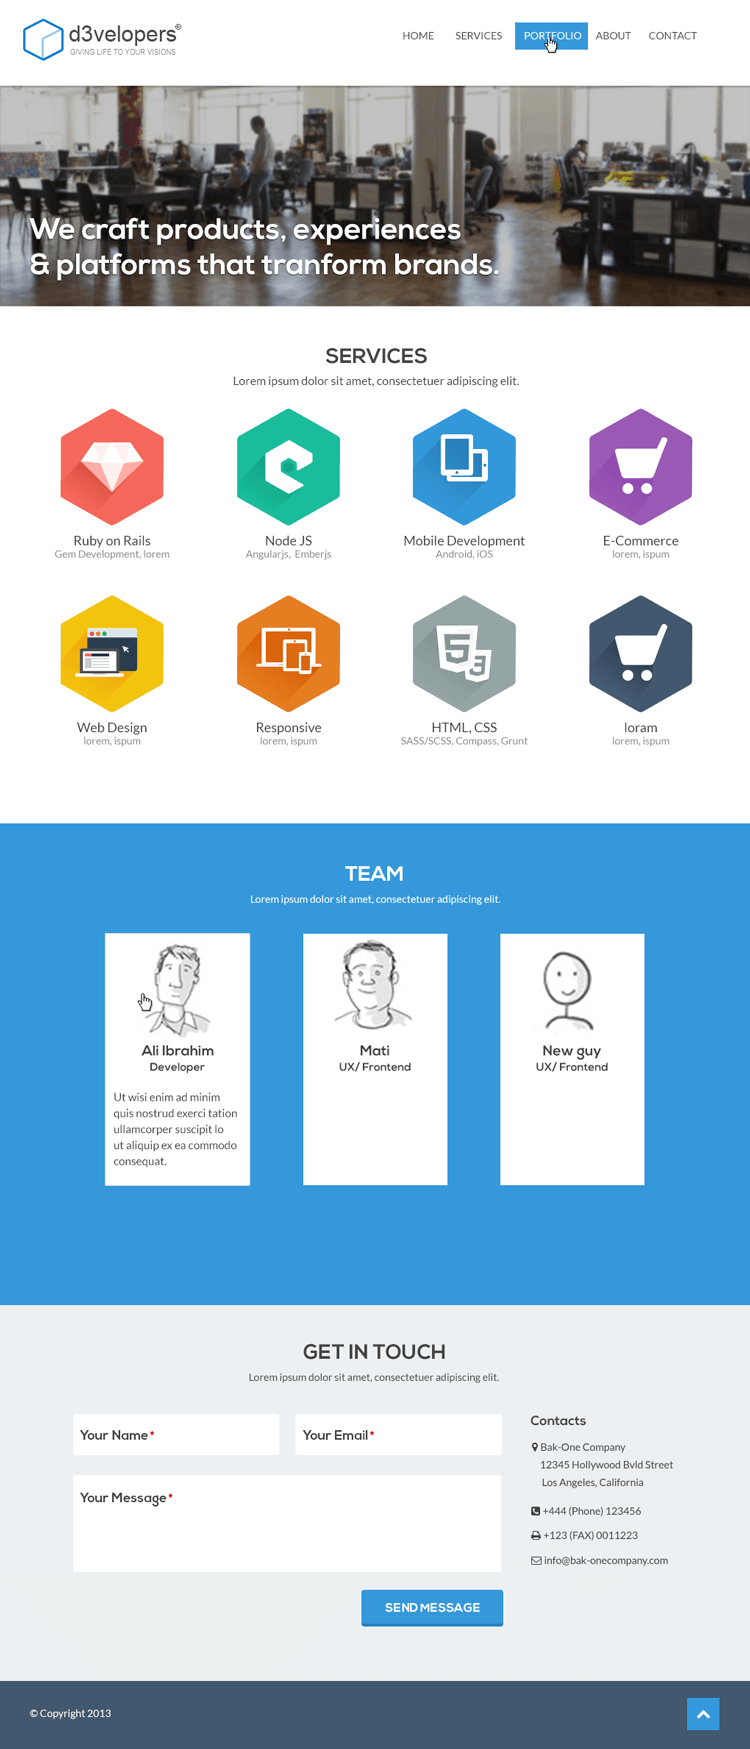 d3velopers®
GIVING LIFE TO YOUR VISIONS
HOME SERVICES PORTFOLIO ABOUT CONTACT
We craft products, experiences
& platforms that tranform brands.
SERVICES
Lorem ipsum dolor sit amet, consectetuer adipiscing elit.
Ruby on Rails
Gem Development, lorem
Node JS
Angularjs, Emberjs
Mobile Development
Android, iOS
E-Commerce
lorem, ispum
Web Design
lorem, ispum
Responsive
lorem, ispum
HTML, CSS
SASS/SCSS, Compass, Grunt
loram
lorem, ispum
TEAM
Lorem ipsum dolor sit amet, consectetuer adipiscing elit.
Ali Ibrahim
Developer
Ut wisi enim ad minim
quis nostrud exerci tation
ullamcorper suscipit lo
ut aliquip ex ea commodo
consequat.
Mati
UX/ Frontend
New guy
UX/ Frontend
GET IN TOUCH
Lorem ipsum dolor sit amet, consectetuer adipiscing elit.
Your Name*
Your Email*
Your Message*
SEND MESSAGE
Contacts
Bak-One Company
12345 Hollywood Bvld Street
Los Angeles, California
+444 (Phone) 123456
+123 (FAX) 0011223
info@bak-onecompany.com
© Copyright 2013